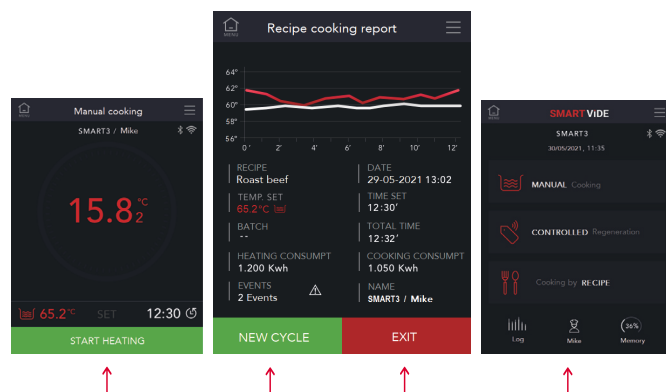 MENU
Manual cooking
SMART3 / Mike
15.82 °C
65.2°C SET 12:30
START HEATING
MENU
Recipe cooking report
64°
62°
60°
58°
56°
0' 2' 4' 6' 8' 10' 12'
RECIPE
Roast beef
DATE
29-05-2021 13:02
TEMP. SET
65.2°C
TIME SET
12:30'
BATCH
--
TOTAL TIME
12:32'
HEATING CONSUMPT
1.200 Kwh
COOKING CONSUMPT
1.050 Kwh
EVENTS
2 Events
NAME
SMART3 / Mike
NEW CYCLE
EXIT
MENU
SMART ViDE
SMART3
30/05/2021, 11:35
MANUAL Cooking
CONTROLLED Regeneration
Cooking by RECIPE
Log
Mike
36%
Memory